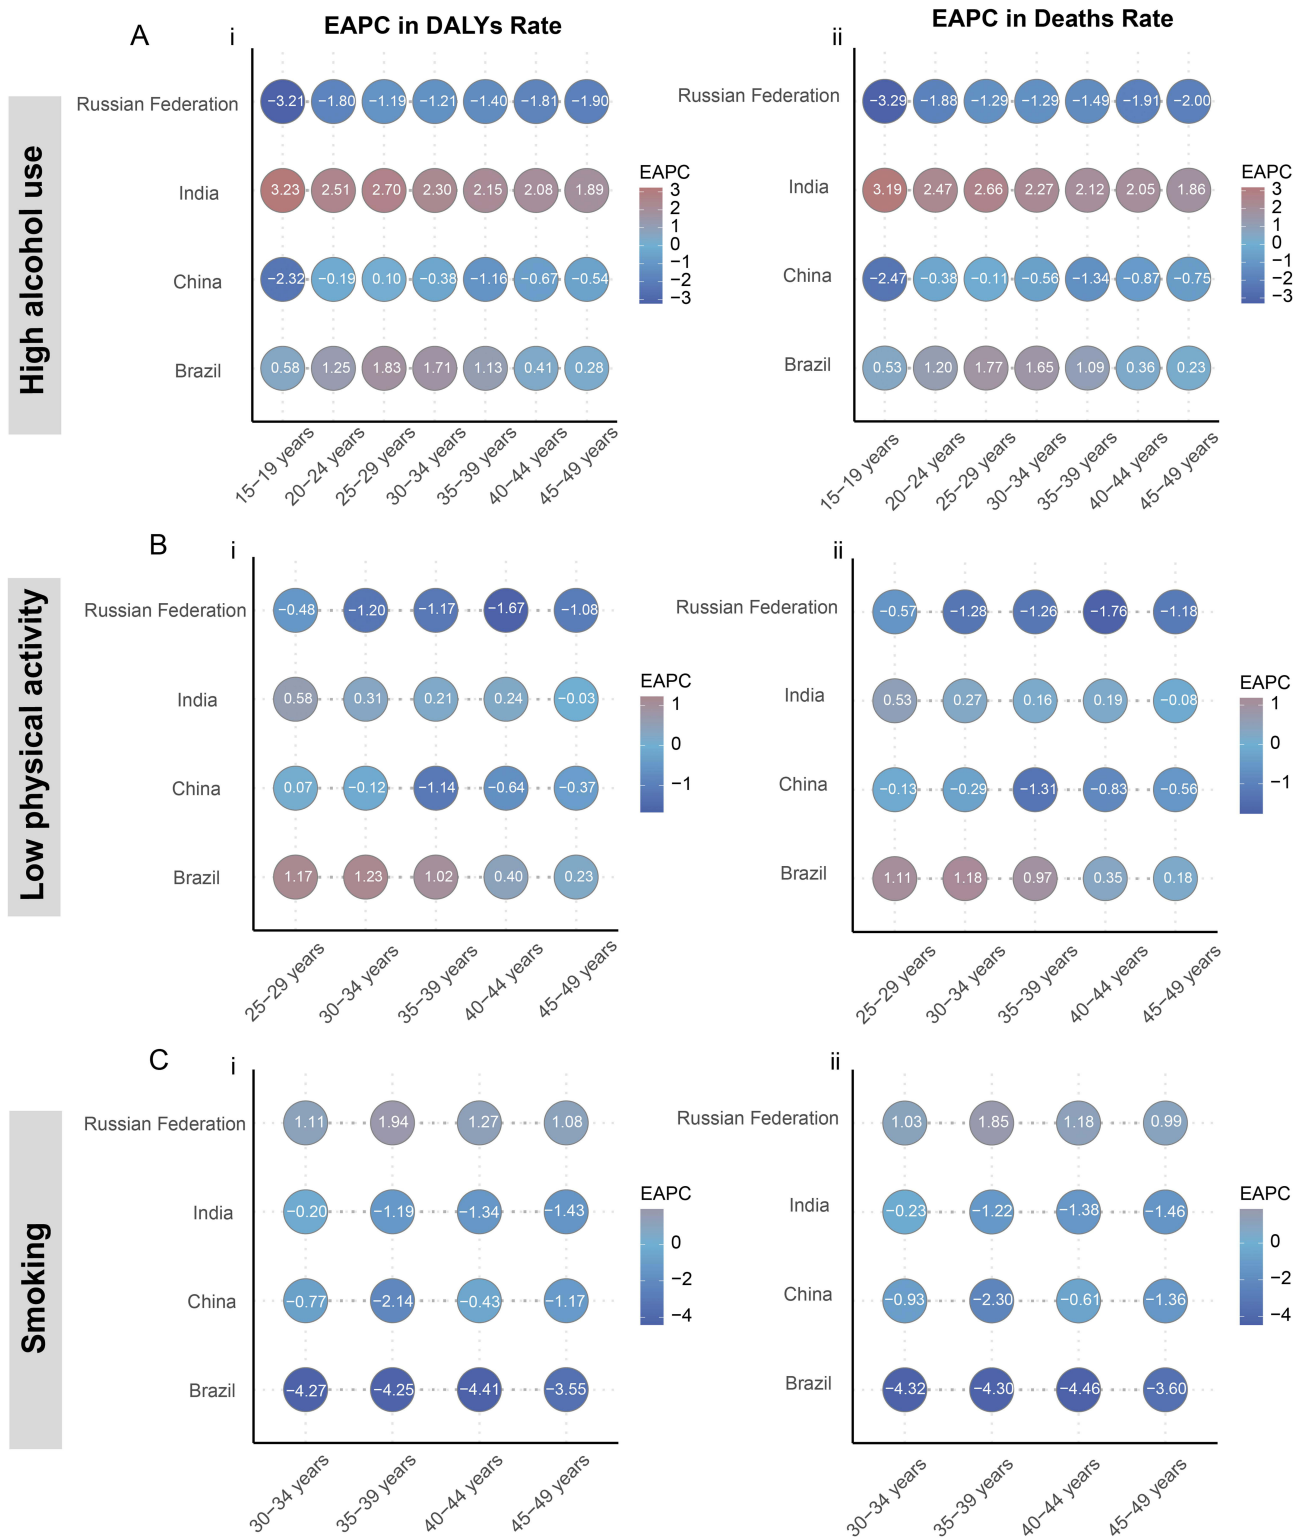 EAPC in DALYs Rate
EAPC in Deaths Rate
A
i
ii
High alcohol use
Russian Federation
−3.21 −1.80 −1.19 −1.21 −1.40 −1.81 −1.90
India
3.23 2.51 2.70 2.30 2.15 2.08 1.89
China
−2.32 −0.19 0.10 −0.38 −1.16 −0.67 −0.54
Brazil
0.58 1.25 1.83 1.71 1.13 0.41 0.28
15−19 years
20−24 years
25−29 years
30−34 years
35−39 years
40−44 years
45−49 years
EAPC
3
2
1
0
−1
−2
−3
Russian Federation
−3.29 −1.88 −1.29 −1.29 −1.49 −1.91 −2.00
India
3.19 2.47 2.66 2.27 2.12 2.05 1.86
China
−2.47 −0.38 −0.11 −0.56 −1.34 −0.87 −0.75
Brazil
0.53 1.20 1.77 1.65 1.09 0.36 0.23
15−19 years
20−24 years
25−29 years
30−34 years
35−39 years
40−44 years
45−49 years
EAPC
3
2
1
0
−1
−2
−3
B
i
ii
Low physical activity
Russian Federation
−0.48 −1.20 −1.17 −1.67 −1.08
India
0.58 0.31 0.21 0.24 −0.03
China
0.07 −0.12 −1.14 −0.64 −0.37
Brazil
1.17 1.23 1.02 0.40 0.23
25−29 years
30−34 years
35−39 years
40−44 years
45−49 years
EAPC
1
0
−1
Russian Federation
−0.57 −1.28 −1.26 −1.76 −1.18
India
0.53 0.27 0.16 0.19 −0.08
China
−0.13 −0.29 −1.31 −0.83 −0.56
Brazil
1.11 1.18 0.97 0.35 0.18
25−29 years
30−34 years
35−39 years
40−44 years
45−49 years
EAPC
1
0
−1
C
i
ii
Smoking
Russian Federation
1.11 1.94 1.27 1.08
India
−0.20 −1.19 −1.34 −1.43
China
−0.77 −2.14 −0.43 −1.17
Brazil
−4.27 −4.25 −4.41 −3.55
30−34 years
35−39 years
40−44 years
45−49 years
EAPC
0
−2
−4
Russian Federation
1.03 1.85 1.18 0.99
India
−0.23 −1.22 −1.38 −1.46
China
−0.93 −2.30 −0.61 −1.36
Brazil
−4.32 −4.30 −4.46 −3.60
30−34 years
35−39 years
40−44 years
45−49 years
EAPC
0
−2
−4